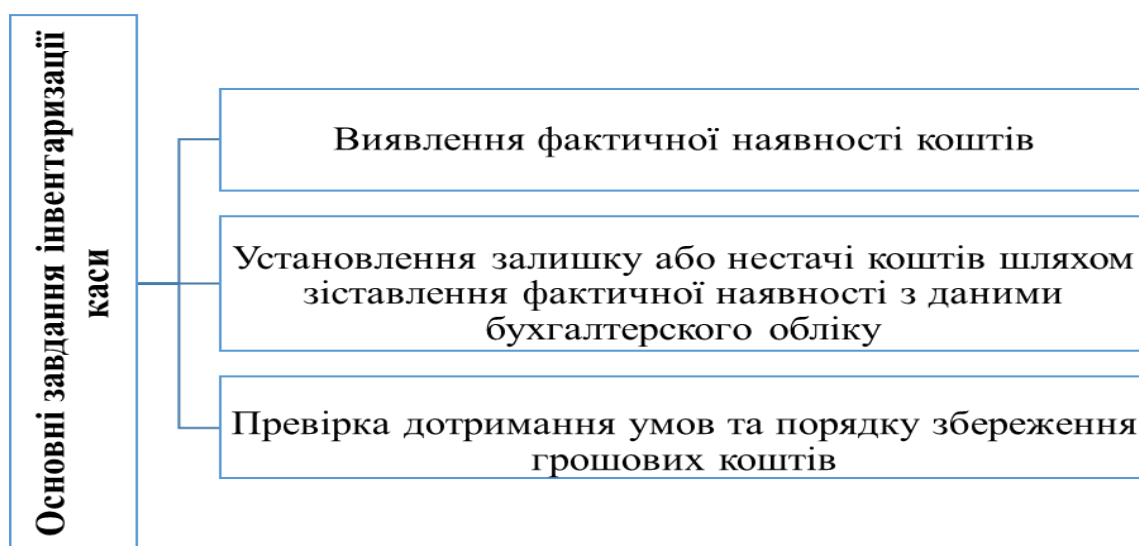 Основні завдання інвентаризації
каси
Виявлення фактичної наявності коштів
Установлення залишку або нестачі коштів шляхом
зіставлення фактичної наявності з даними
бухгалтерского обліку
Превірка дотримання умов та порядку збереження
грошових коштів